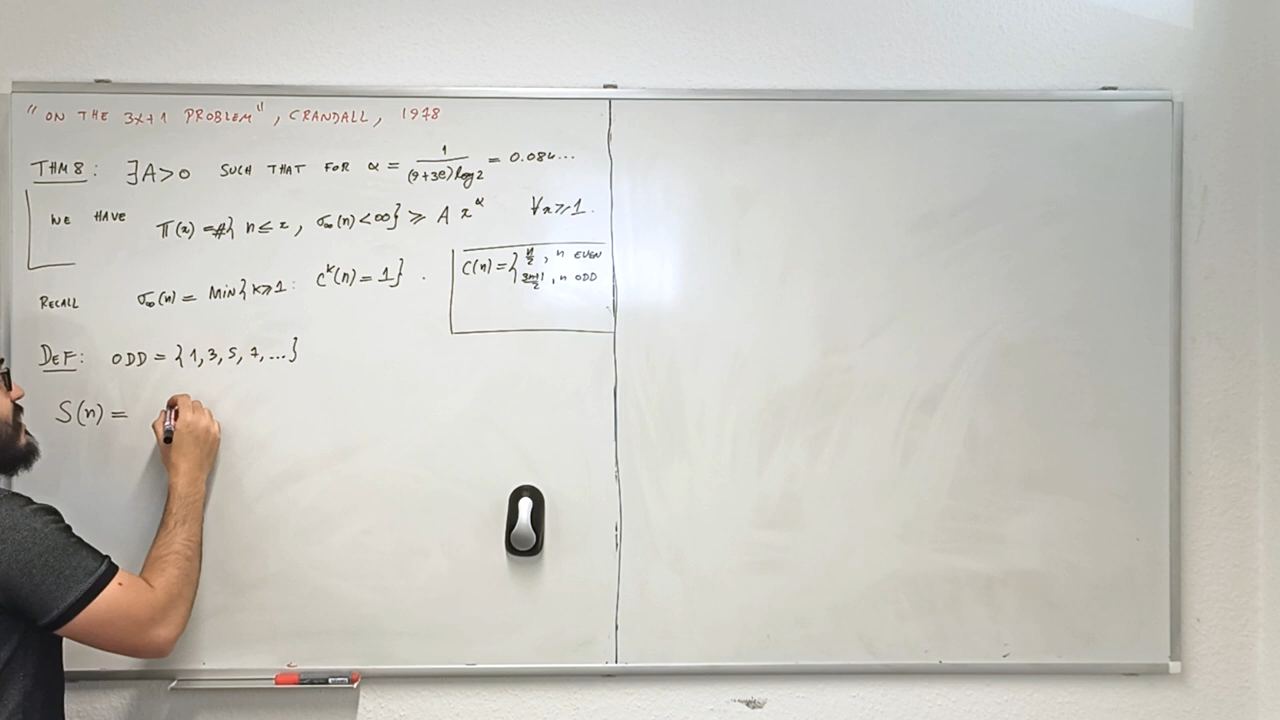 "ON THE 3x+1 PROBLEM", CRANDALL, 1978
THM 8: ∃A>0 SUCH THAT FOR α = 1/((9+3e) log 2) = 0.084...
WE HAVE π(x) = #{ n ≤ x, σ∞(n) < ∞} ⩾ A x^α ∀x⩾1.
RECALL σ∞(n) = MIN{ K⩾1: C^K(n) = 1}.
C(n) = { n/2, n EVEN
(3n+1)/2, n ODD
DEF: ODD = {1, 3, 5, 7, ...}
S(n) =